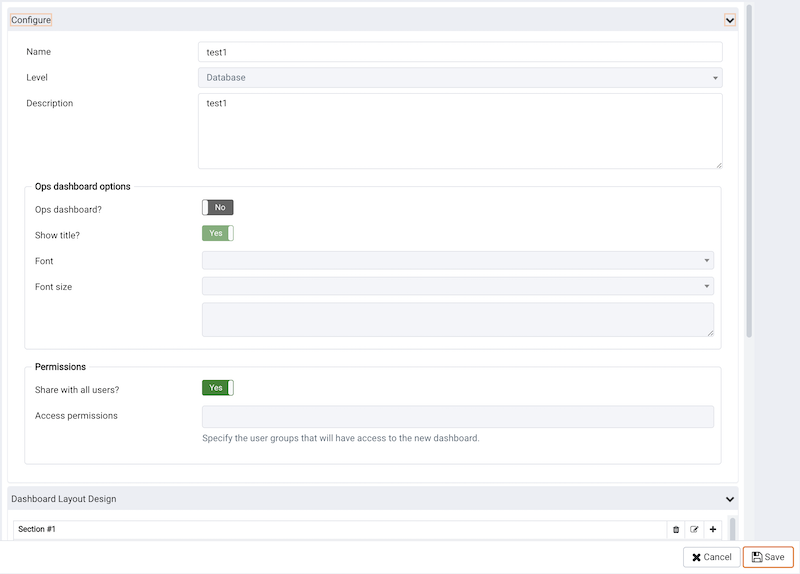 Configure
Name
test1
Level
Database
Description
test1
Ops dashboard options
Ops dashboard?
No
Show title?
Yes
Font
Font size
Permissions
Share with all users?
Yes
Access permissions
Specify the user groups that will have access to the new dashboard.
Dashboard Layout Design
Section #1
Cancel
Save